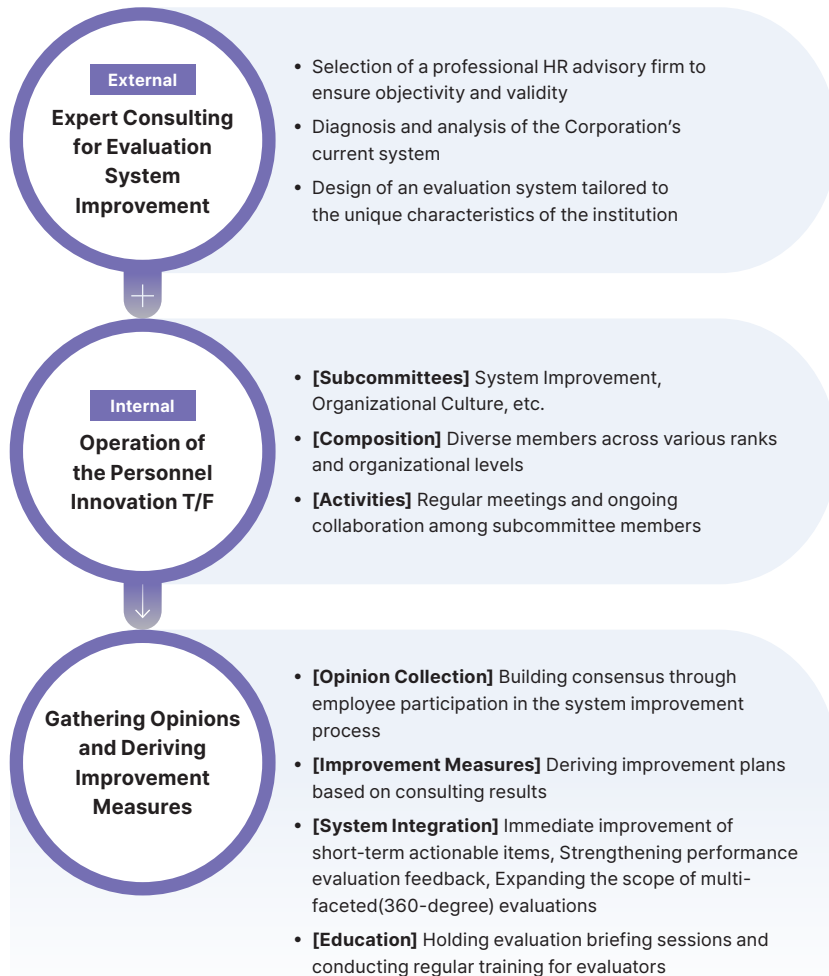 External
Expert Consulting
for Evaluation
System
Improvement
• Selection of a professional HR advisory firm to
ensure objectivity and validity
• Diagnosis and analysis of the Corporation’s
current system
• Design of an evaluation system tailored to
the unique characteristics of the institution
+
Internal
Operation of
the Personnel
Innovation T/F
• [Subcommittees] System Improvement,
Organizational Culture, etc.
• [Composition] Diverse members across various ranks
and organizational levels
• [Activities] Regular meetings and ongoing
collaboration among subcommittee members
Gathering Opinions
and Deriving
Improvement
Measures
• [Opinion Collection] Building consensus through
employee participation in the system improvement
process
• [Improvement Measures] Deriving improvement plans
based on consulting results
• [System Integration] Immediate improvement of
short-term actionable items, Strengthening performance
evaluation feedback, Expanding the scope of multi-
faceted(360-degree) evaluations
• [Education] Holding evaluation briefing sessions and
conducting regular training for evaluators